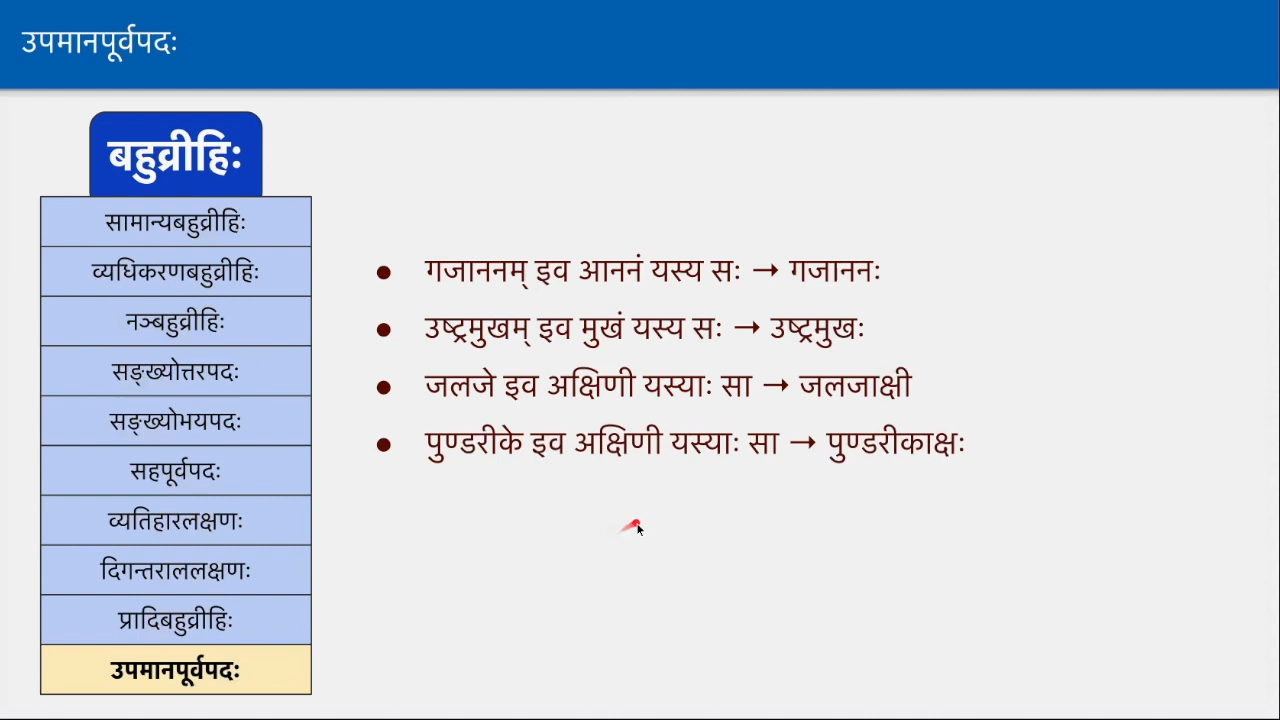 उपमानपूर्वपदः
बहुव्रीहिः
सामान्यबहुव्रीहिः
व्यधिकरणबहुव्रीहिः
नञ्बहुव्रीहिः
सङ्ख्योत्तरपदः
सङ्ख्योभयपदः
सहपूर्वपदः
व्यतिहारलक्षणः
दिगन्तराललक्षणः
प्रादिबहुव्रीहिः
उपमानपूर्वपदः
● गजाननम् इव आननं यस्य सः → गजाननः
● उष्ट्रमुखम् इव मुखं यस्य सः → उष्ट्रमुखः
● जलजे इव अक्षिणी यस्याः सा → जलजाक्षी
● पुण्डरीके इव अक्षिणी यस्याः सा → पुण्डरीकाक्षः